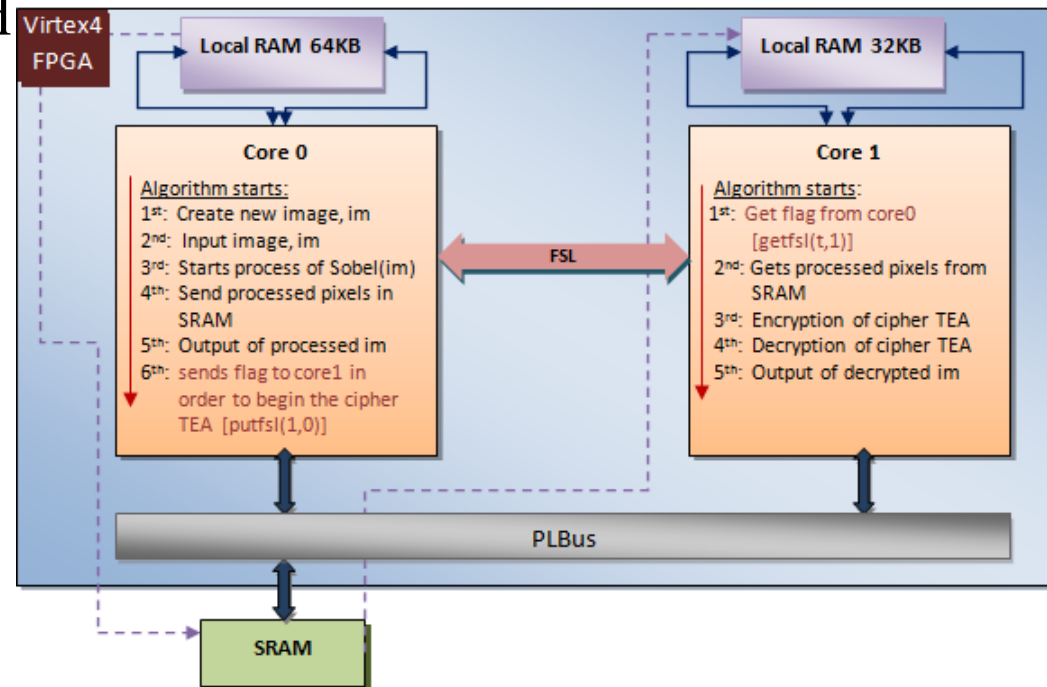 Virtex4
FPGA
Local RAM 64KB
Local RAM 32KB
Core 0
Algorithm starts:
1st: Create new image, im
2nd: Input image, im
3rd: Starts process of Sobel(im)
4th: Send processed pixels in
SRAM
5th: Output of processed im
6th: sends flag to core1 in
order to begin the cipher
TEA [putfsl(1,0)]
FSL
Core 1
Algorithm starts:
1st: Get flag from core0
[getfsl(t,1)]
2nd: Gets processed pixels from
SRAM
3rd: Encryption of cipher TEA
4th: Decryption of cipher TEA
5th: Output of decrypted im
PLBus
SRAM